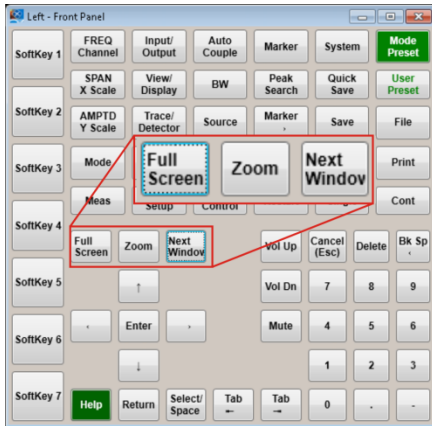 Left - Front Panel
SoftKey 1
FREQ
Channel
Input/
Output
Auto
Couple
Marker
System
Mode
Preset
SPAN
X Scale
View/
Display
BW
Peak
Search
Quick
Save
User
Preset
SoftKey 2
AMPTD
Y Scale
Trace/
Detector
Source
Marker
Save
File
SoftKey 3
Mode
Full
Screen
Zoom
Next
Window
Print
Meas
Setup
Control
Cont
SoftKey 4
Full
Screen
Zoom
Next
Window
Vol Up
Cancel
(Esc)
Delete
Bk Sp
SoftKey 5
↑
Vol Dn
7
8
9
SoftKey 6
Enter
Mute
4
5
6
↓
1
2
3
SoftKey 7
Help
Return
Select/
Space
Tab
←
Tab
→
0
.
-